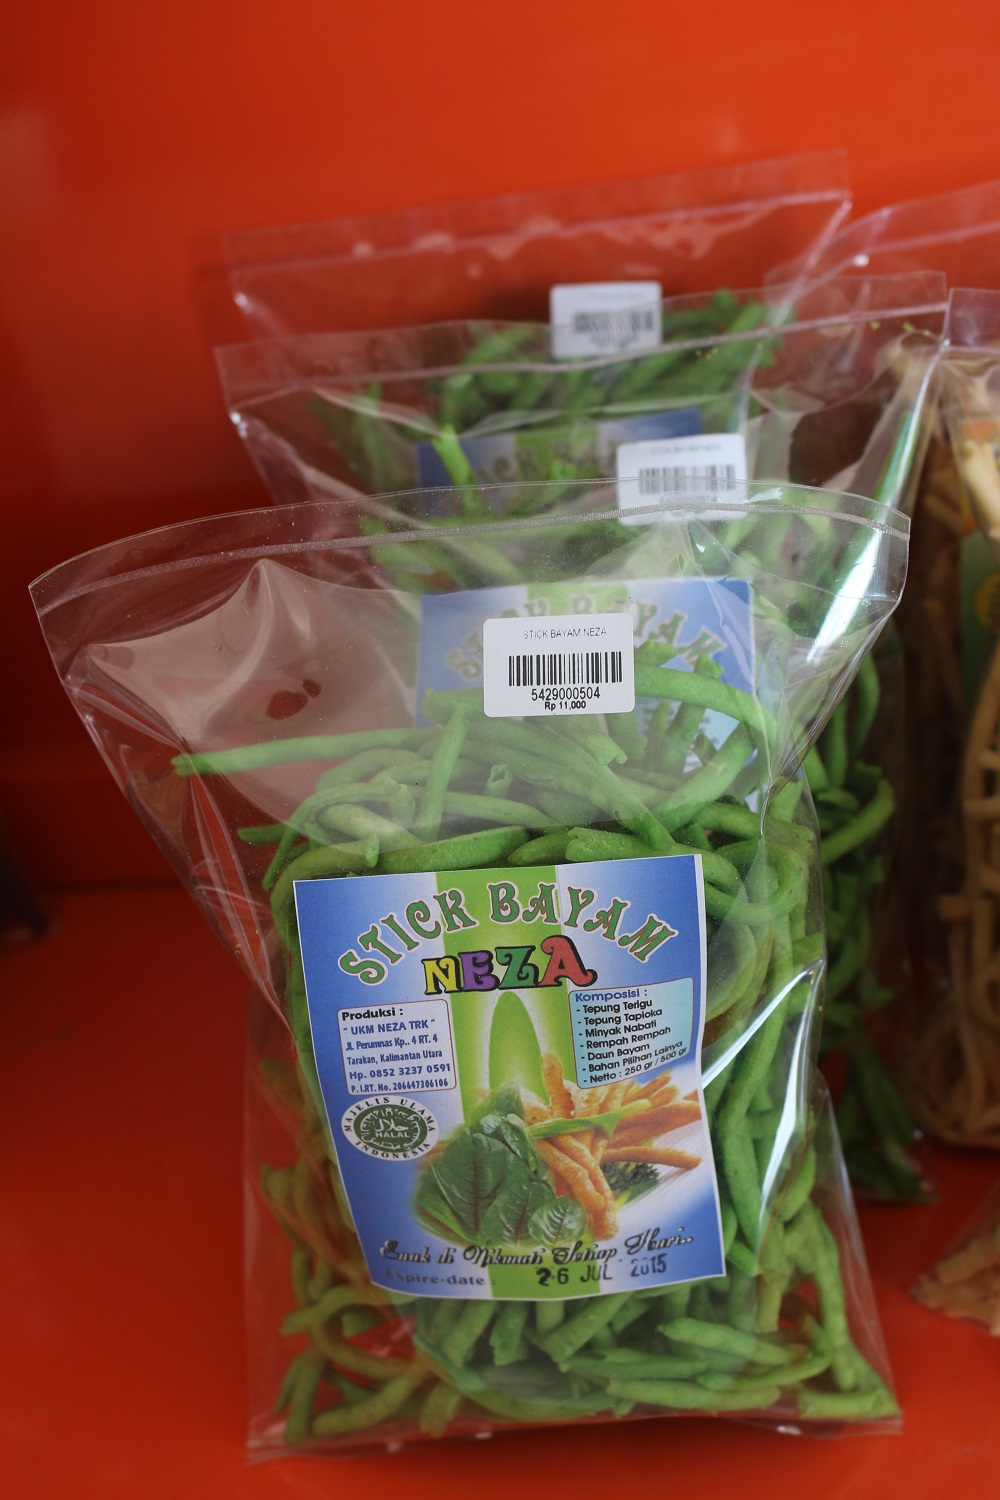 STICK BAYAM NEZA
5429000504
Rp 11,000
STICK BAYAM
NEZA
Produksi :
" UKM NEZA TRK "
Jl. Perumnas Kp.. 4 RT. 4
Tarakan, Kalimantan Utara
Hp. 0852 3237 0591
P. I.RT. No. 206647306106
MAJELIS ULAMA
حلال
HALAL
INDONESIA
Komposisi :
- Tepung Terigu
- Tepung Tapioka
- Minyak Nabati
- Rempah Rempah
- Daun Bayam
- Bahan Pilihan Lainya
- Netto : 250 gr / 500 gr
Enak di Nikmati Setiap Hari..
Expire-date : 26 JUL 2015
STICK BAYAM